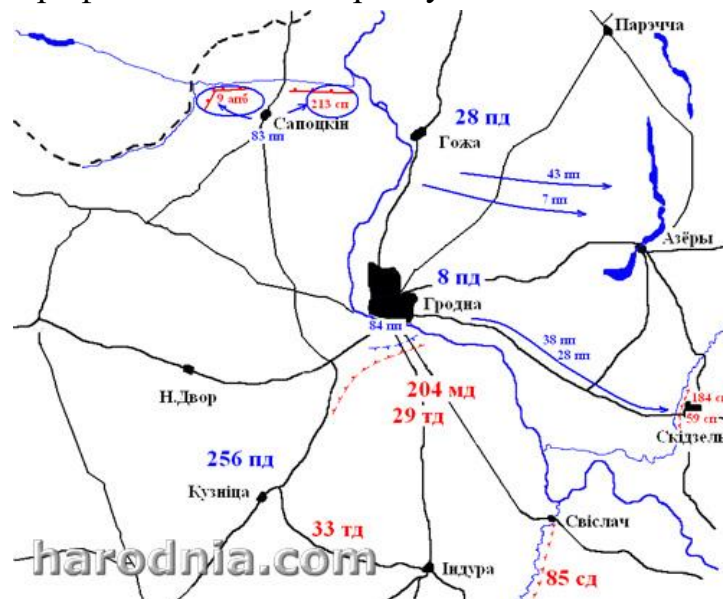 Парэчча
9 апб
213 сп
83 пп
Сапоцкін
28 пд
Гожа
43 пп
7 пп
Азёры
8 пд
Гродна
84 пп
38 пп
28 пп
204 мд
29 тд
Н.Двор
184 с
59 сп
Скідзель
256 пд
Кузніца
33 тд
Свіслач
harodnia.com
Індура
85 сд